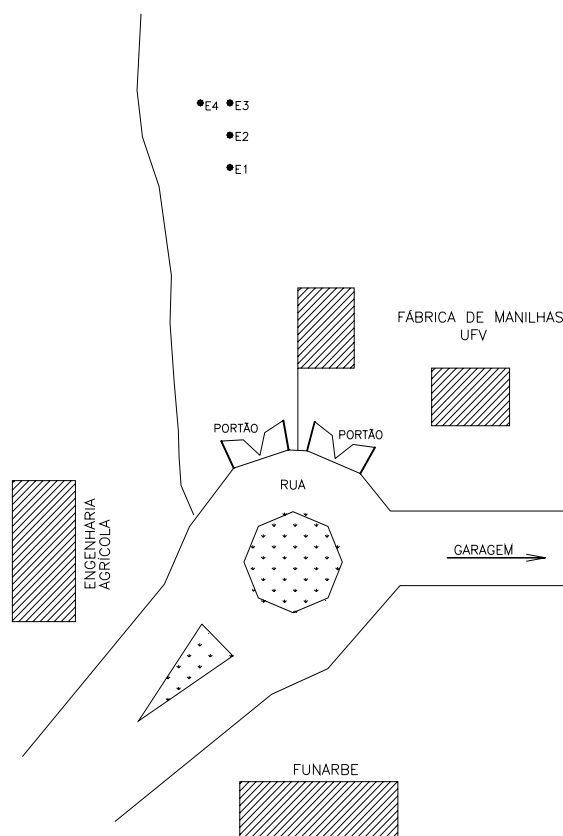 E4
E3
E2
E1
FÁBRICA DE MANILHAS
UFV
PORTÃO
PORTÃO
RUA
ENGENHARIA
AGRÍCOLA
GARAGEM
FUNARBE